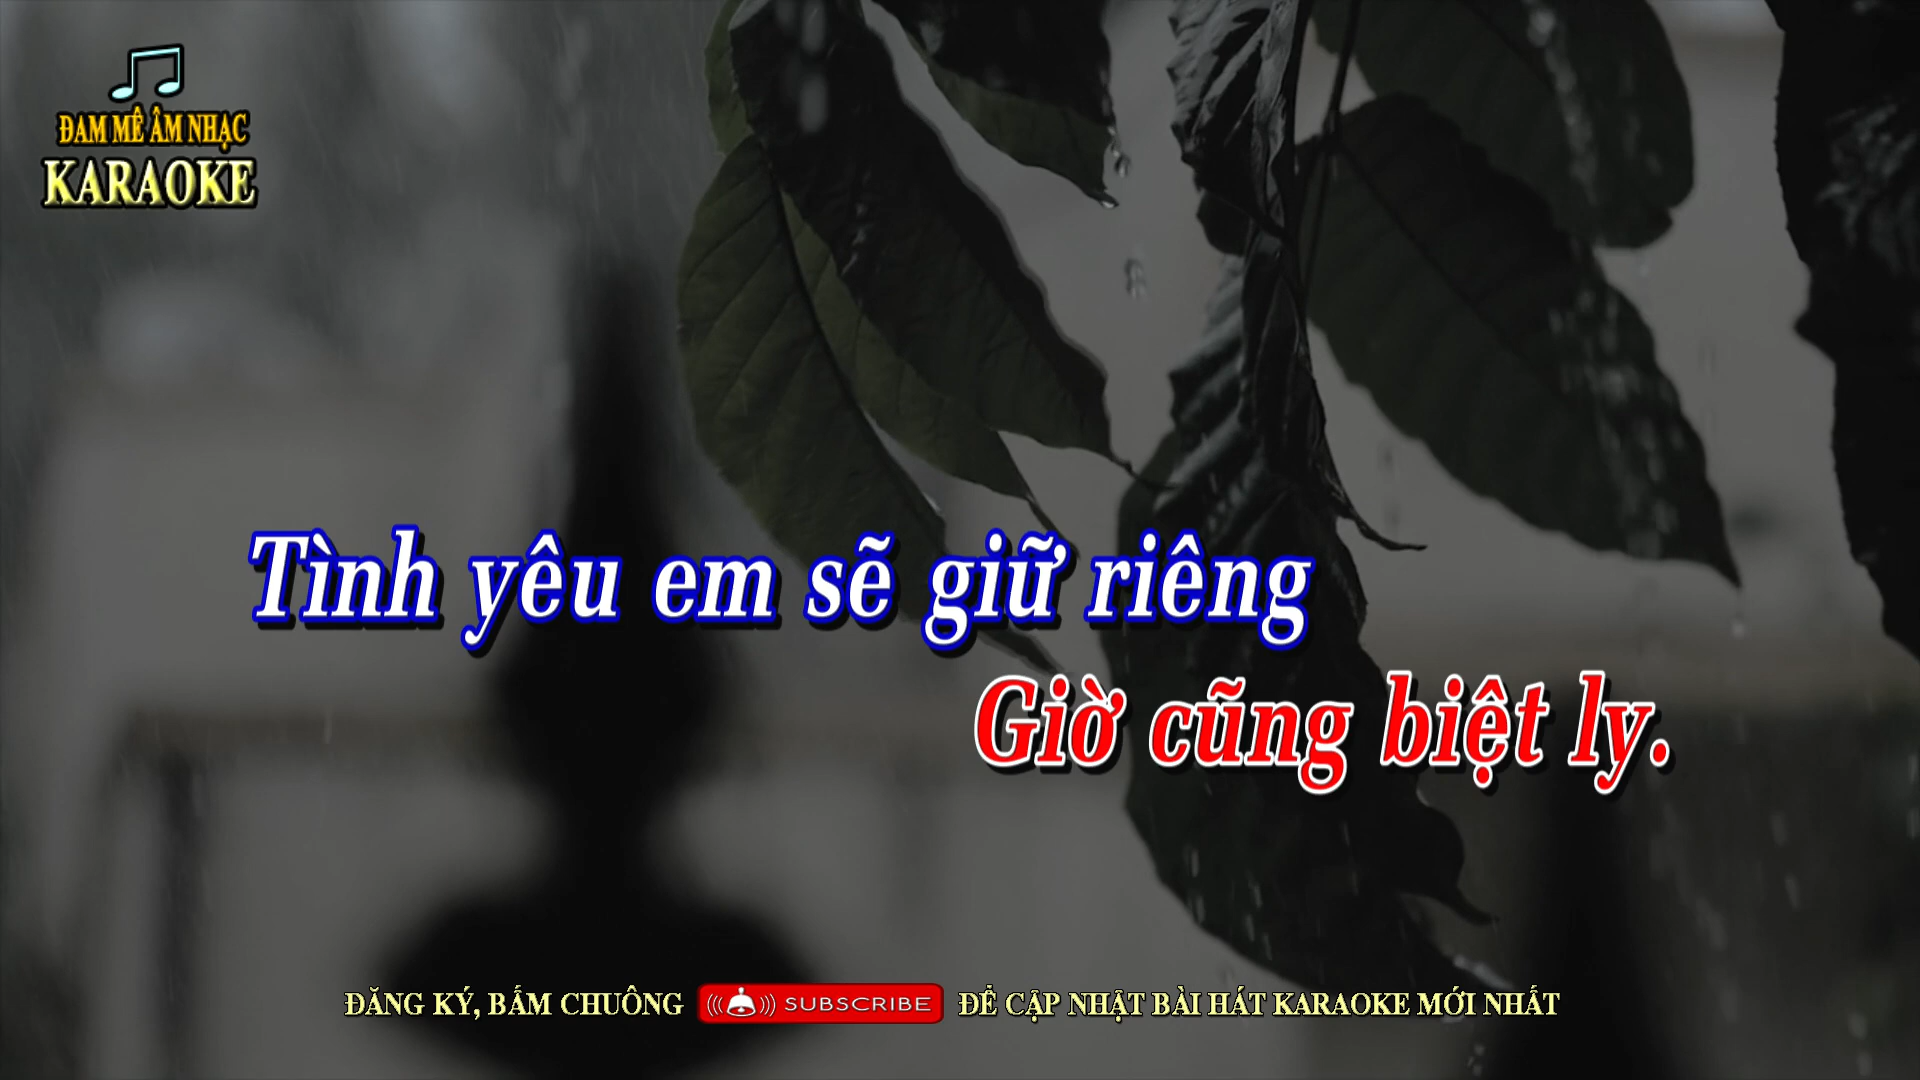 ĐAM MÊ ÂM NHẠC
KARAOKE
Tình yêu em sẽ giữ riêng
Giờ cũng biệt ly.
ĐĂNG KÝ, BẤM CHUÔNG SUBSCRIBE ĐỂ CẬP NHẬT BÀI HÁT KARAOKE MỚI NHẤT